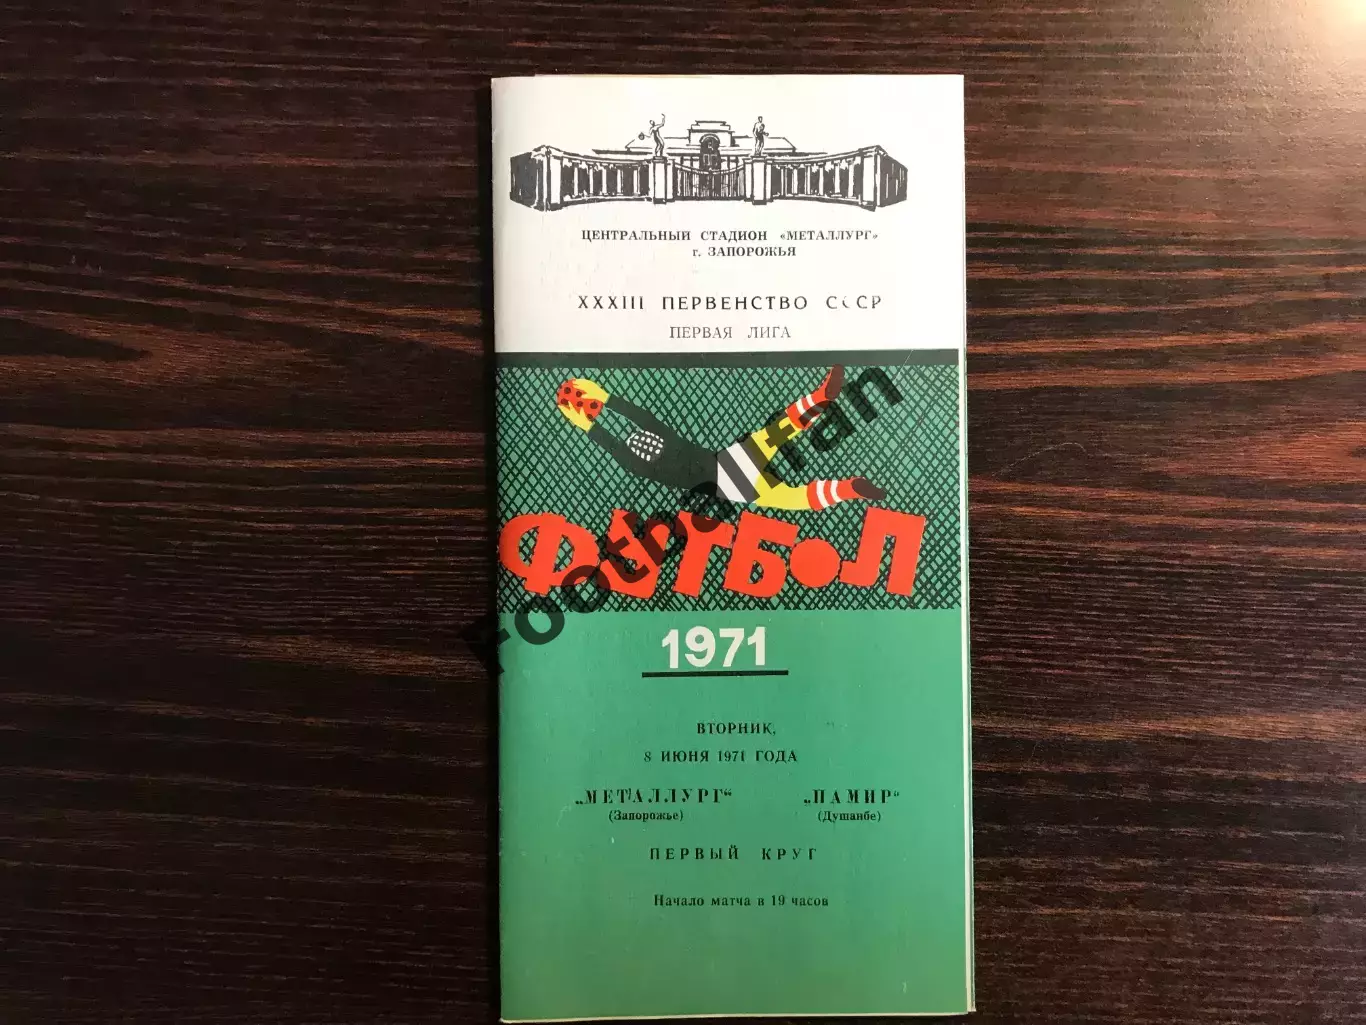 ЦЕНТРАЛЬНЫЙ СТАДИОН «МЕТАЛЛУРГ»
г. ЗАПОРОЖЬЯ
XXXIII ПЕРВЕНСТВО СССР
ПЕРВАЯ ЛИГА
ФУТБОЛ
Footballfan
1971
ВТОРНИК,
8 ИЮНЯ 1971 ГОДА
„МЕТАЛЛУРГ“ „ПАМИР“
(Запорожье) (Душанбе)
ПЕРВЫЙ КРУГ
Начало матча в 19 часов